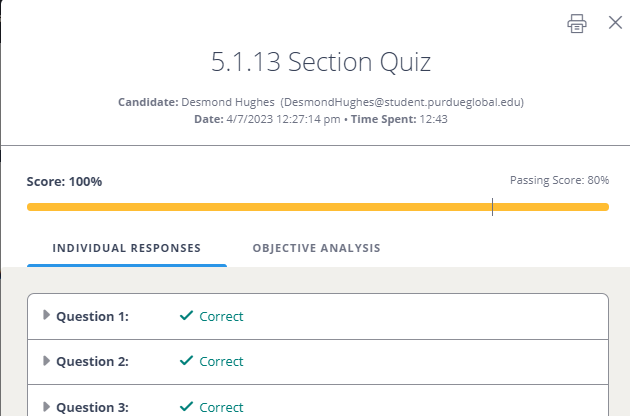 5.1.13 Section Quiz
Candidate: Desmond Hughes (DesmondHughes@student.purdueglobal.edu)
Date: 4/7/2023 12:27:14 pm • Time Spent: 12:43
Score: 100%
Passing Score: 80%
INDIVIDUAL RESPONSES
OBJECTIVE ANALYSIS
Question 1: Correct
Question 2: Correct
Question 3: Correct